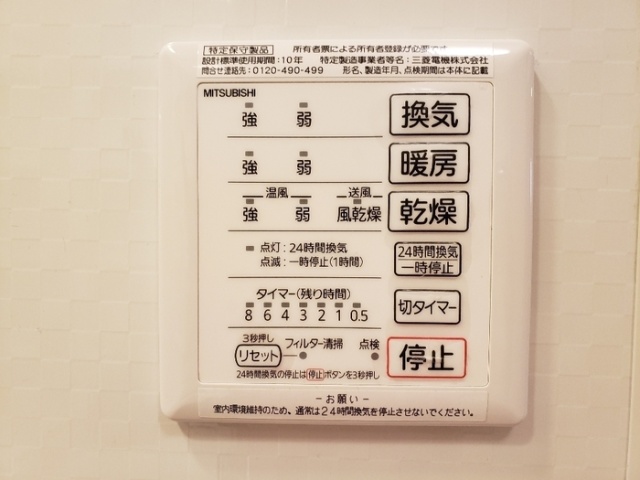 特定保守製品 所有者票による所有者登録が必要です
設計標準使用期間:10年 特定製造事業者等名:三菱電機株式会社
問合せ連絡先:0120-490-499 形名、製造年月、点検期間は本体に記載
MITSUBISHI
強 弱 換気
強 弱 暖房
温風 送風
強 弱 風乾燥 乾燥
点灯:24時間換気
点滅:一時停止(1時間)
24時間換気
一時停止
タイマー(残り時間)
8 6 4 3 2 1 0.5
切タイマー
3秒押し
リセット フィルター清掃 点検
停止
24時間換気の停止は停止ボタンを3秒押し
-お願い-
室内環境維持のため、通常は24時間換気を停止させないでください。